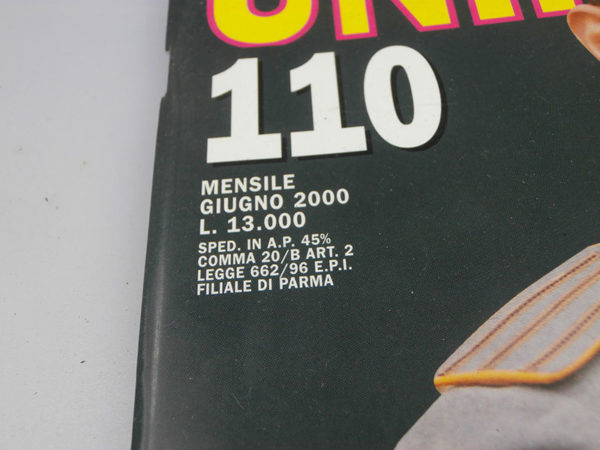 110
MENSILE
GIUGNO 2000
L. 13.000
SPED. IN A.P. 45%
COMMA 20/B ART. 2
LEGGE 662/96 E.P.I.
FILIALE DI PARMA